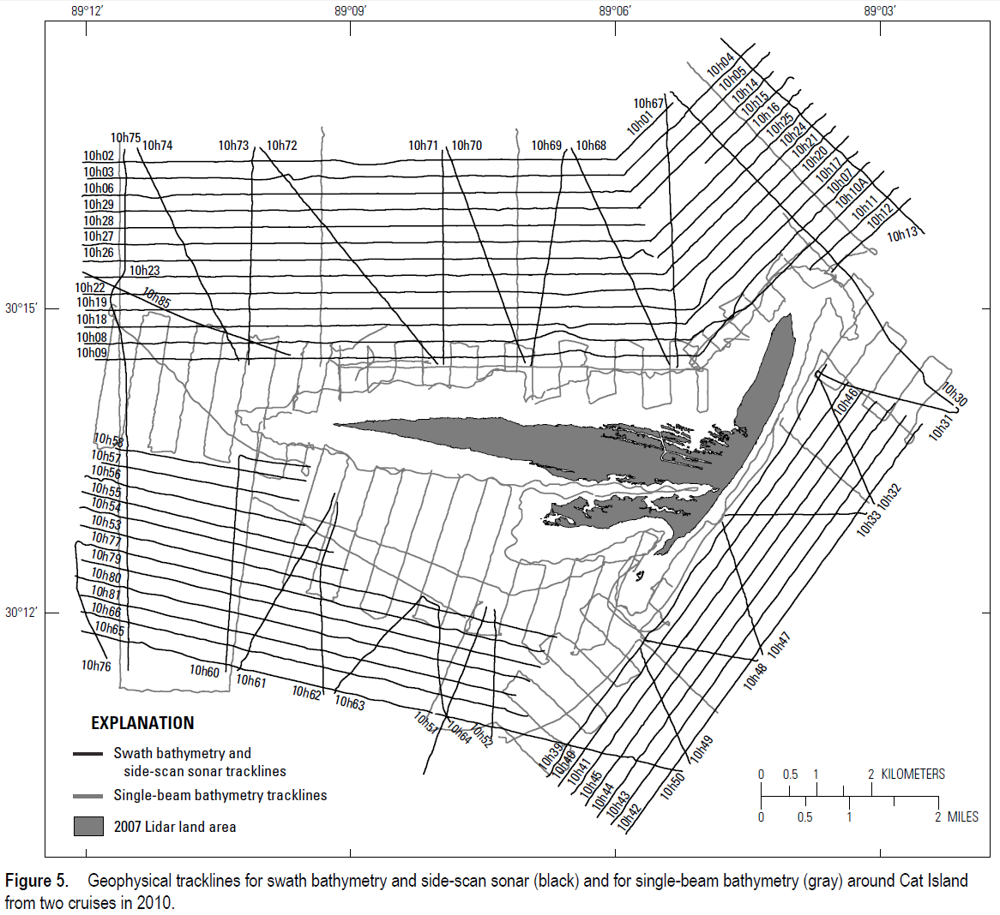 89°12′
89°09′
89°06′
89°03′
10h04
10h05
10h14
10h15
10h16
10h25
10h24
10h21
10h20
10h17
10h07
10h10A
10h11
10h12
10h13
10h67
10h01
10h75
10h74
10h73
10h72
10h71
10h70
10h69
10h68
10h02
10h03
10h06
10h29
10h28
10h27
10h26
10h23
10h22
10h85
10h19
10h18
10h08
10h09
30°15′
10h46
10h30
10h31
10h58
10h57
10h56
10h55
10h54
10h53
10h77
10h79
10h80
10h81
10h66
10h65
30°12′
10h32
10h33
10h47
10h48
10h76
10h60
10h61
10h62
10h63
10h51
10h64
10h52
10h49
10h50
10h39
10h40
10h41
10h45
10h44
10h43
10h42
EXPLANATION
Swath bathymetry and
side-scan sonar tracklines
Single-beam bathymetry tracklines
2007 Lidar land area
0 0.5 1 2 KILOMETERS
0 0.5 1 2 MILES
Figure 5. Geophysical tracklines for swath bathymetry and side-scan sonar (black) and for single-beam bathymetry (gray) around Cat Island
from two cruises in 2010.